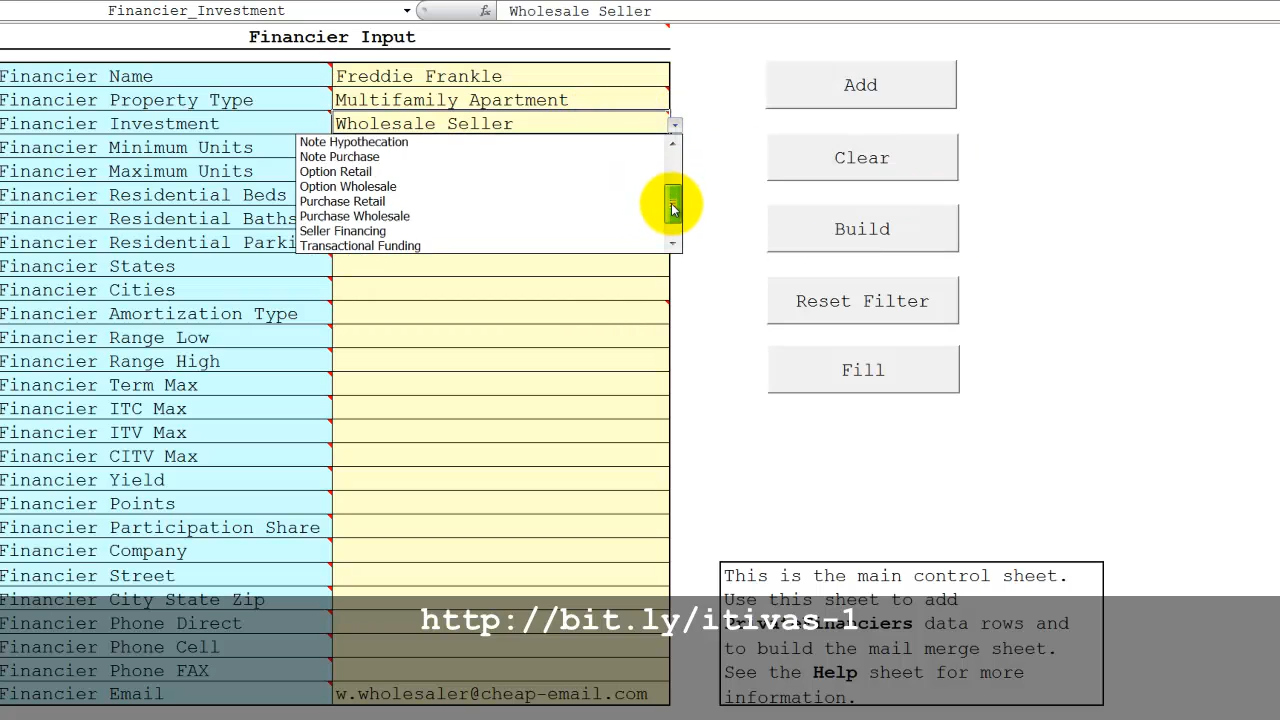 Financier_Investment fx Wholesale Seller
Financier Input
Financier Name Freddie Frankle
Financier Property Type Multifamily Apartment
Financier Investment Wholesale Seller
Financier Minimum Units
Financier Maximum Units
Financier Residential Beds
Financier Residential Baths
Financier Residential Parki
Note Hypothecation
Note Purchase
Option Retail
Option Wholesale
Purchase Retail
Purchase Wholesale
Seller Financing
Transactional Funding
Financier States
Financier Cities
Financier Amortization Type
Financier Range Low
Financier Range High
Financier Term Max
Financier ITC Max
Financier ITV Max
Financier CITV Max
Financier Yield
Financier Points
Financier Participation Share
Financier Company
Financier Street
Financier City State Zip
Financier Phone Direct
Financier Phone Cell
Financier Phone FAX
Financier Email w.wholesaler@cheap-email.com
Add
Clear
Build
Reset Filter
Fill
This is the main control sheet.
Use this sheet to add
data rows and
to build the mail merge sheet.
See the Help sheet for more
information.
http://bit.ly/itivas-1